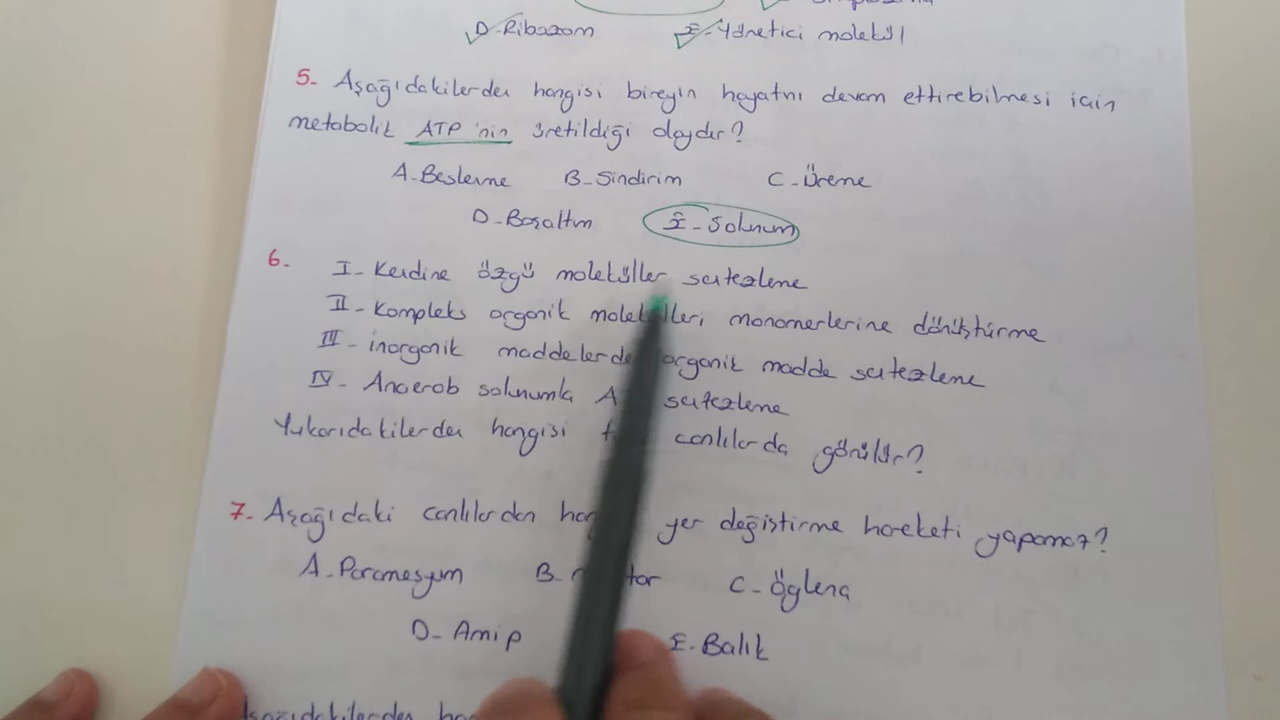 D-Ribozom E-Yönetici molekül
5- Aşağıdakilerden hangisi bireyin hayatını devam ettirebilmesi için
metabolik ATP'nin üretildiği olaydır?
A-Beslenme B-Sindirim C-Üreme
D-Boşaltım E-Solunum
6- I-Kendine özgü moleküller sentezleme
II-Kompleks organik molekülleri monomerlerine dönüştürme
III-inorganik maddelerden organik madde sentezleme
IV-Anaerob solunumla sentezleme
Yukarıdakilerden hangisi canlılarda görülür?
7- Aşağıdaki canlılardan yer değiştirme hareketi yapamaz?
A-Paramesyum B- C-Öglena
D-Amip E-Balık